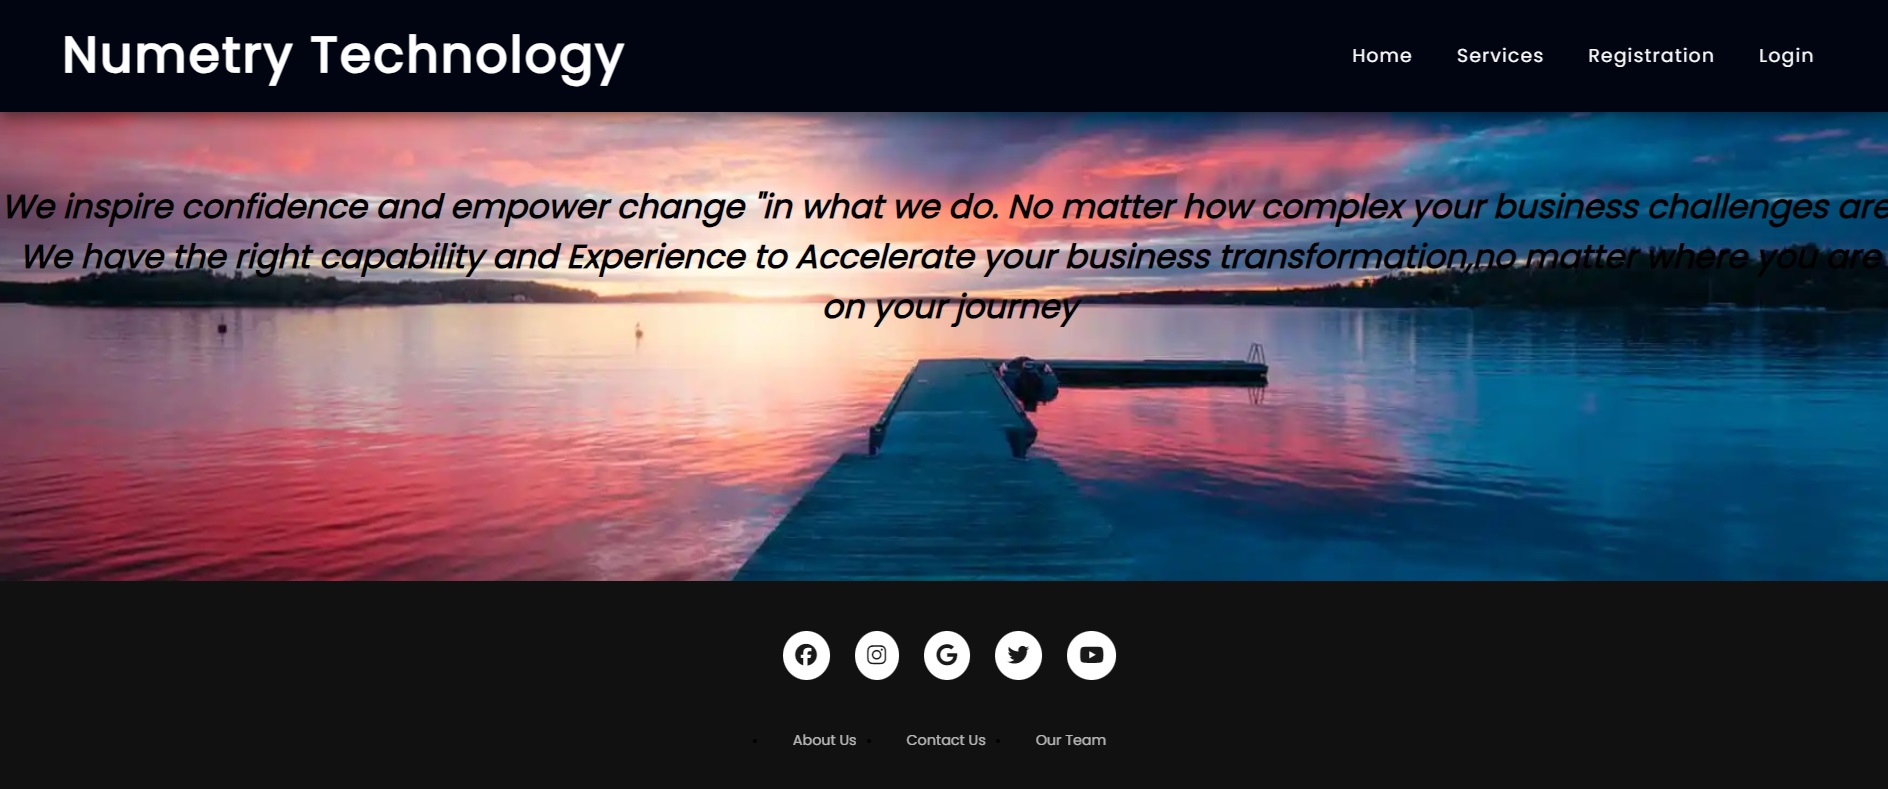 Numetry Technology
Home Services Registration Login
We inspire confidence and empower change "in what we do. No matter how complex your business challenges are
We have the right capability and Experience to Accelerate your business transformation,no matter where you are
on your journey
About Us Contact Us Our Team